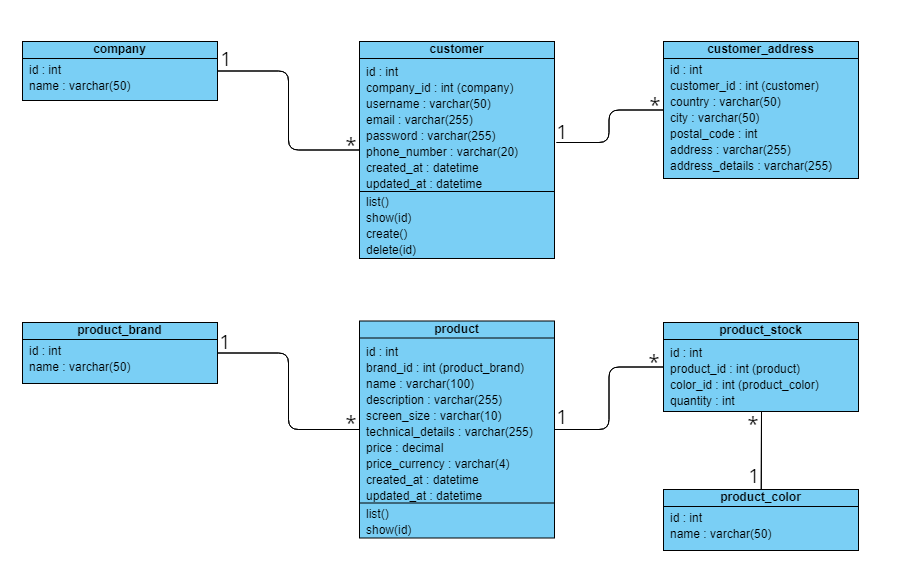 company
id : int
name : varchar(50)
1
*
customer
id : int
company_id : int (company)
username : varchar(50)
email : varchar(255)
password : varchar(255)
phone_number : varchar(20)
created_at : datetime
updated_at : datetime
list()
show(id)
create()
delete(id)
1
*
customer_address
id : int
customer_id : int (customer)
country : varchar(50)
city : varchar(50)
postal_code : int
address : varchar(255)
address_details : varchar(255)
product_brand
id : int
name : varchar(50)
1
*
product
id : int
brand_id : int (product_brand)
name : varchar(100)
description : varchar(255)
screen_size : varchar(10)
technical_details : varchar(255)
price : decimal
price_currency : varchar(4)
created_at : datetime
updated_at : datetime
list()
show(id)
1
*
product_stock
id : int
product_id : int (product)
color_id : int (product_color)
quantity : int
*
1
product_color
id : int
name : varchar(50)